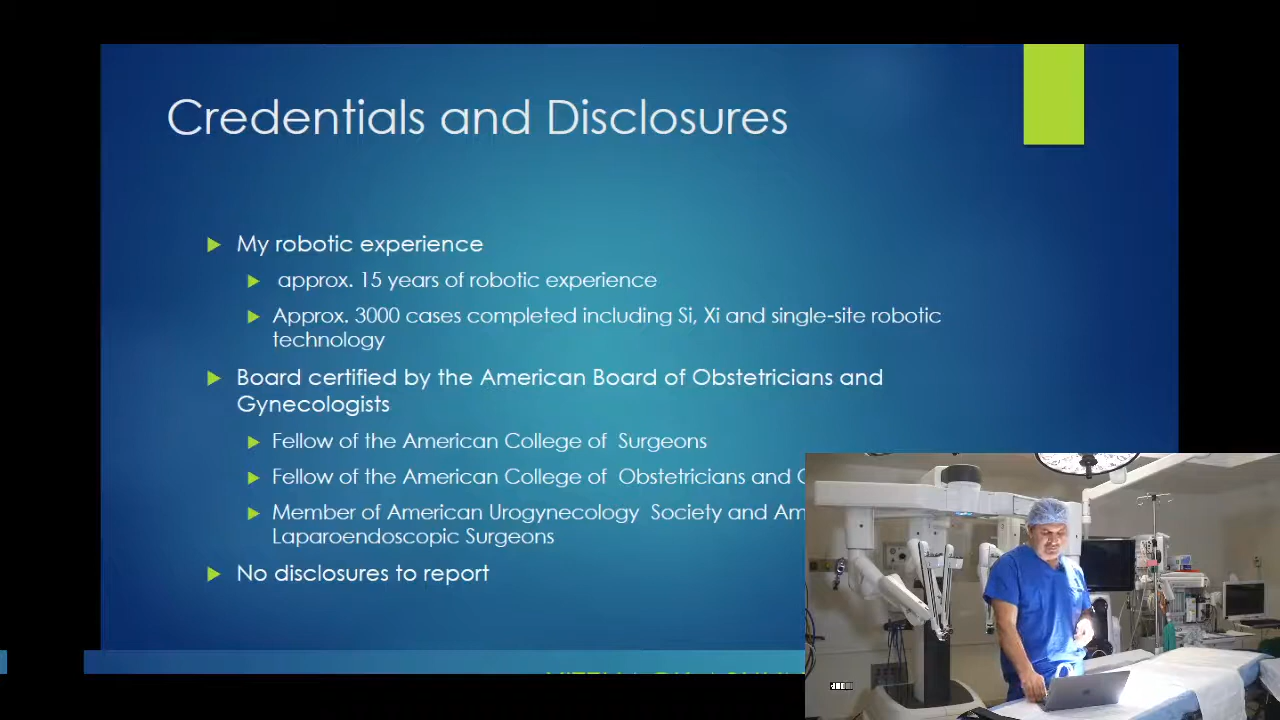 Credentials and Disclosures
My robotic experience
approx. 15 years of robotic experience
Approx. 3000 cases completed including Si, Xi and single-site robotic
technology
Board certified by the American Board of Obstetricians and
Gynecologists
Fellow of the American College of Surgeons
Fellow of the American College of Obstetricians and
Member of American Urogynecology Society and Am
Laparoendoscopic Surgeons
No disclosures to report